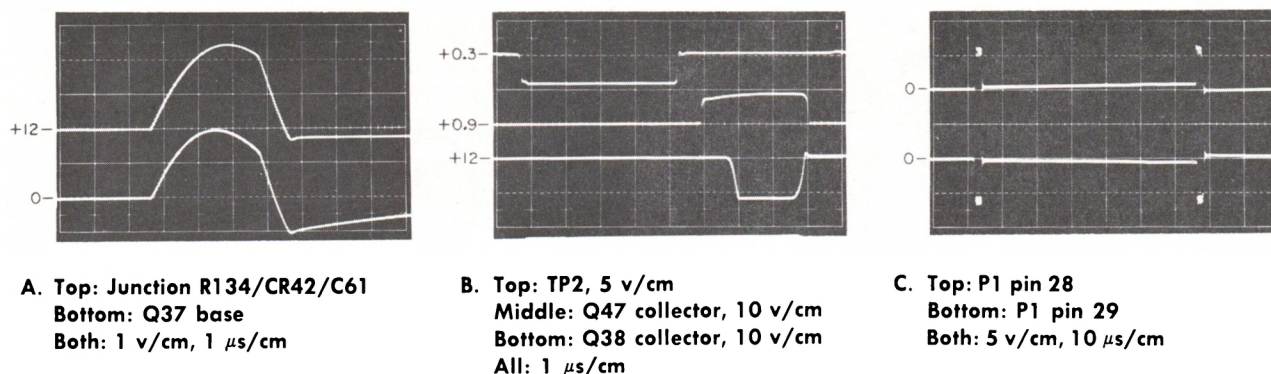 +12
0
+0.3
+0.9
+12
0
0
A. Top: Junction R134/CR42/C61
Bottom: Q37 base
Both: 1 v/cm, 1 μs/cm
B. Top: TP2, 5 v/cm
Middle: Q47 collector, 10 v/cm
Bottom: Q38 collector, 10 v/cm
All: 1 μs/cm
C. Top: P1 pin 28
Bottom: P1 pin 29
Both: 5 v/cm, 10 μs/cm